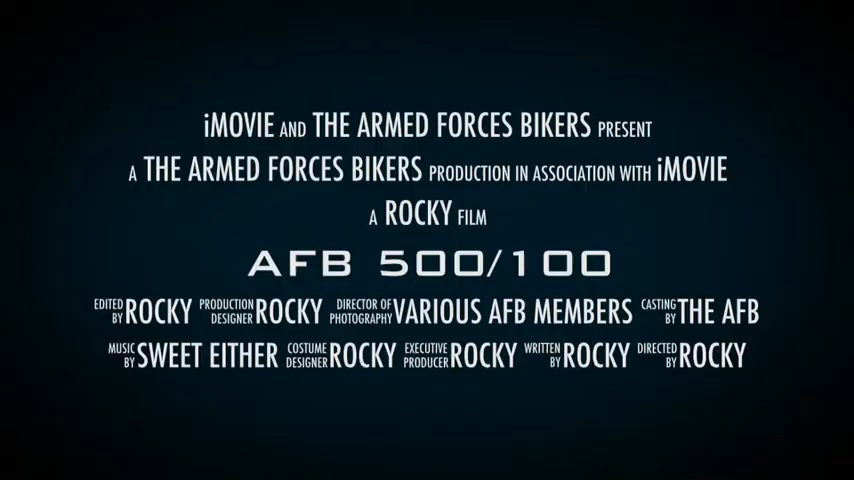 iMOVIE AND THE ARMED FORCES BIKERS PRESENT
A THE ARMED FORCES BIKERS PRODUCTION IN ASSOCIATION WITH iMOVIE
A ROCKY FILM
AFB 500/100
EDITED BY ROCKY PRODUCTION DESIGNER ROCKY DIRECTOR OF PHOTOGRAPHY VARIOUS AFB MEMBERS CASTING BY THE AFB
MUSIC BY SWEET EITHER COSTUME DESIGNER ROCKY EXECUTIVE PRODUCER ROCKY WRITTEN BY ROCKY DIRECTED BY ROCKY